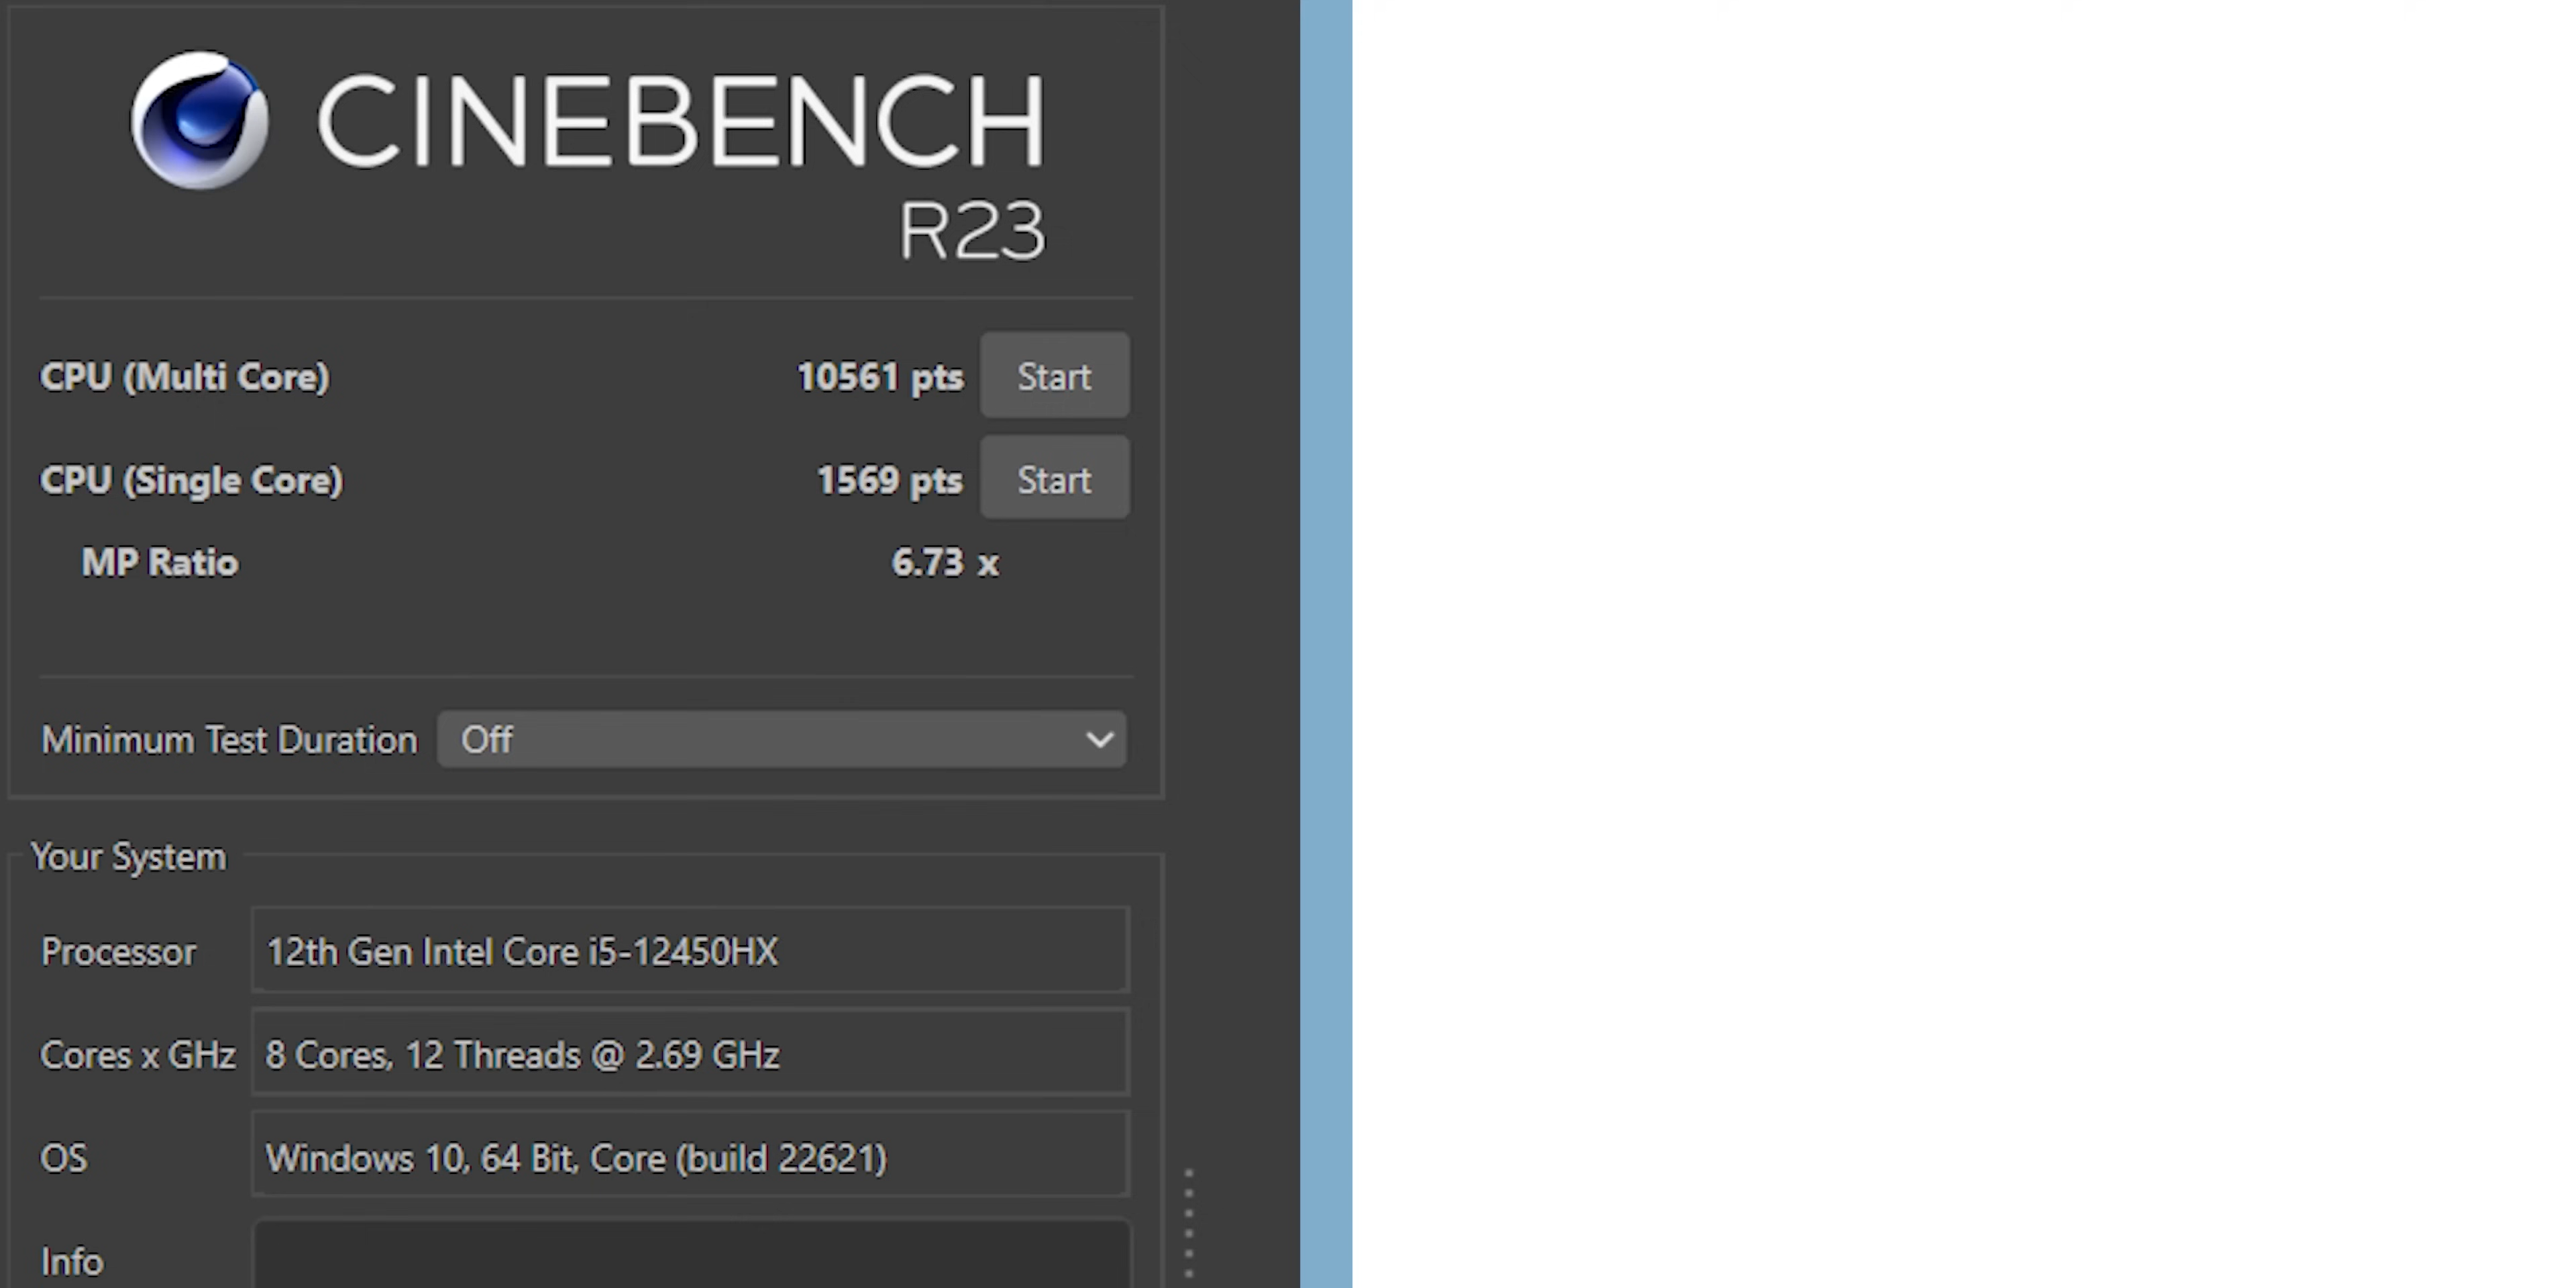 CINEBENCH
R23
CPU (Multi Core) 10561 pts Start
CPU (Single Core) 1569 pts Start
MP Ratio 6.73 x
Minimum Test Duration Off
Your System
Processor 12th Gen Intel Core i5-12450HX
Cores x GHz 8 Cores, 12 Threads @ 2.69 GHz
OS Windows 10, 64 Bit, Core (build 22621)
Info